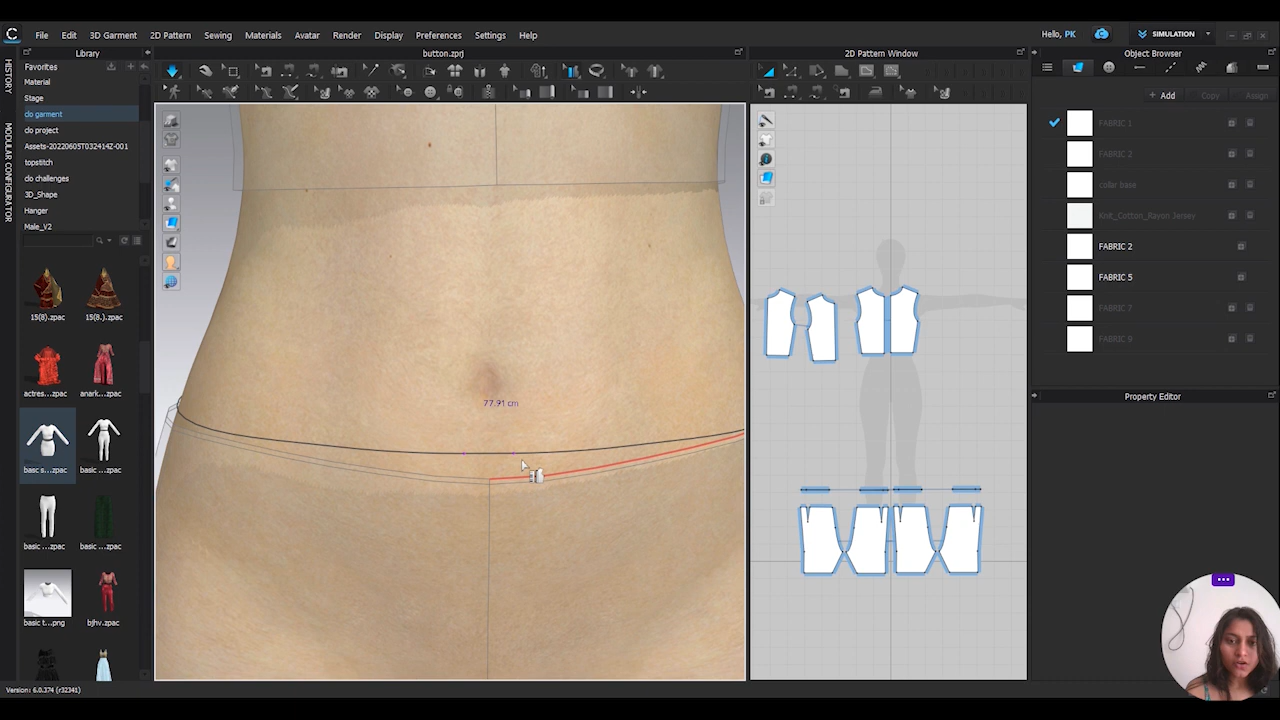 File Edit 3D Garment 2D Pattern Sewing Materials Avatar Render Display Preferences Settings Help
Hello, PK
SIMULATION
HISTORY
MODULAR CONFIGURATOR
Library
button.zprj
2D Pattern Window
Object Browser
Favorites
Material
Stage
clo garment
clo project
Assets-20220605T032414Z-001
topstitch
clo challenges
3D_Shape
Hanger
Male_V2
15(8).zpac
15(8.).zpac
actres...zpac
anark...zpac
basic s...zpac
basic ...zpac
basic ...zpac
basic ...zpac
basic t...png
bjhv.zpac
77.91 cm
+ Add
Copy
Assign
FABRIC 1
FABRIC 2
collar base
Knit_Cotton_Rayon Jersey
FABRIC 2
FABRIC 5
FABRIC 7
FABRIC 9
Property Editor
Version: 6.0.374 (r32341)